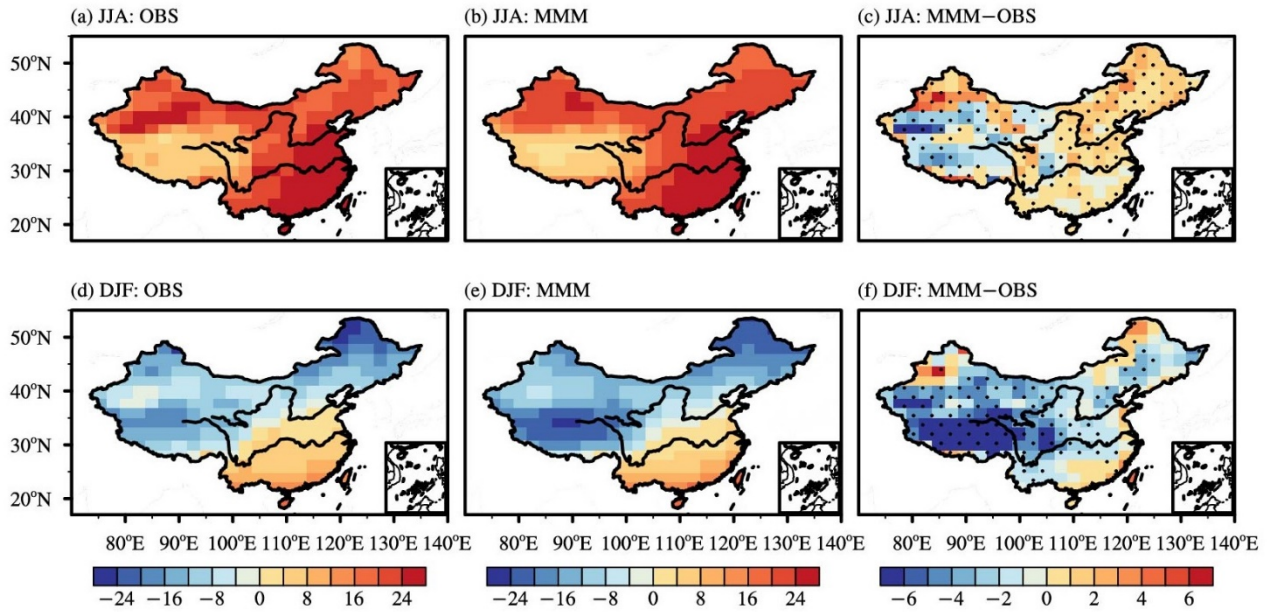 (a) JJA: OBS
(b) JJA: MMM
(c) JJA: MMM−OBS
50°N
40°N
30°N
20°N
(d) DJF: OBS
(e) DJF: MMM
(f) DJF: MMM−OBS
50°N
40°N
30°N
20°N
80°E 90°E 100°E 110°E 120°E 130°E 140°E
80°E 90°E 100°E 110°E 120°E 130°E 140°E
80°E 90°E 100°E 110°E 120°E 130°E 140°E
−24 −16 −8 0 8 16 24
−24 −16 −8 0 8 16 24
−6 −4 −2 0 2 4 6